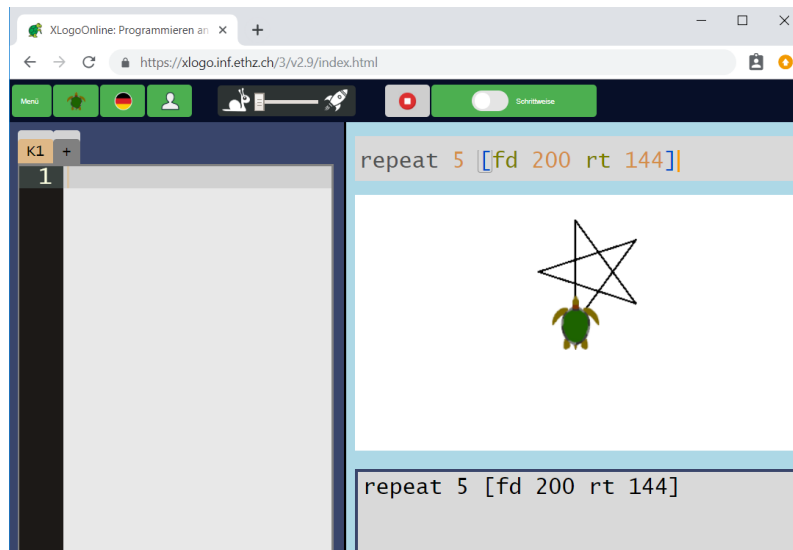 XLogoOnline: Programmieren an
https://xlogo.inf.ethz.ch/3/v2.9/index.html
Menü
Schrittweise
K1 +
repeat 5 [fd 200 rt 144]
1
repeat 5 [fd 200 rt 144]